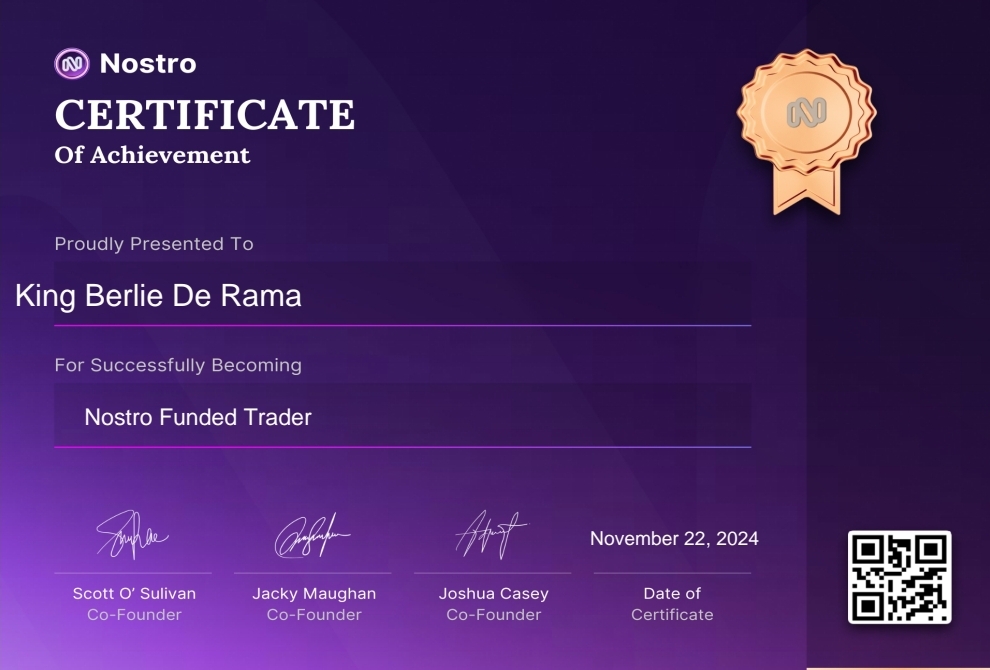 Nostro
CERTIFICATE
Of Achievement
Proudly Presented To
King Berlie De Rama
For Successfully Becoming
Nostro Funded Trader
November 22, 2024
Scott O’ Sulivan
Co-Founder
Jacky Maughan
Co-Founder
Joshua Casey
Co-Founder
Date of
Certificate